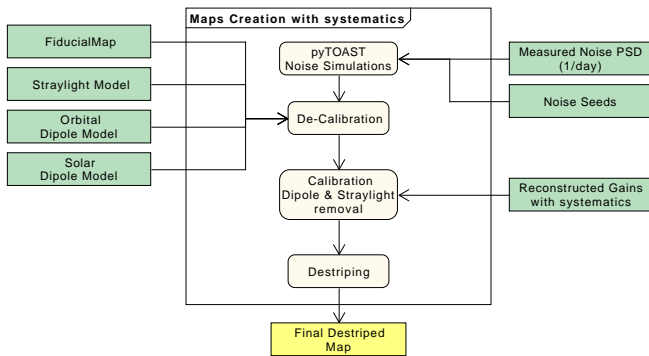 Maps Creation with systematics
FiducialMap
Straylight Model
Orbital
Dipole Model
Solar
Dipole Model
pyTOAST
Noise Simulations
De-Calibration
Calibration
Dipole & Straylight
removal
Destriping
Measured Noise PSD
(1/day)
Noise Seeds
Reconstructed Gains
with systematics
Final Destriped
Map